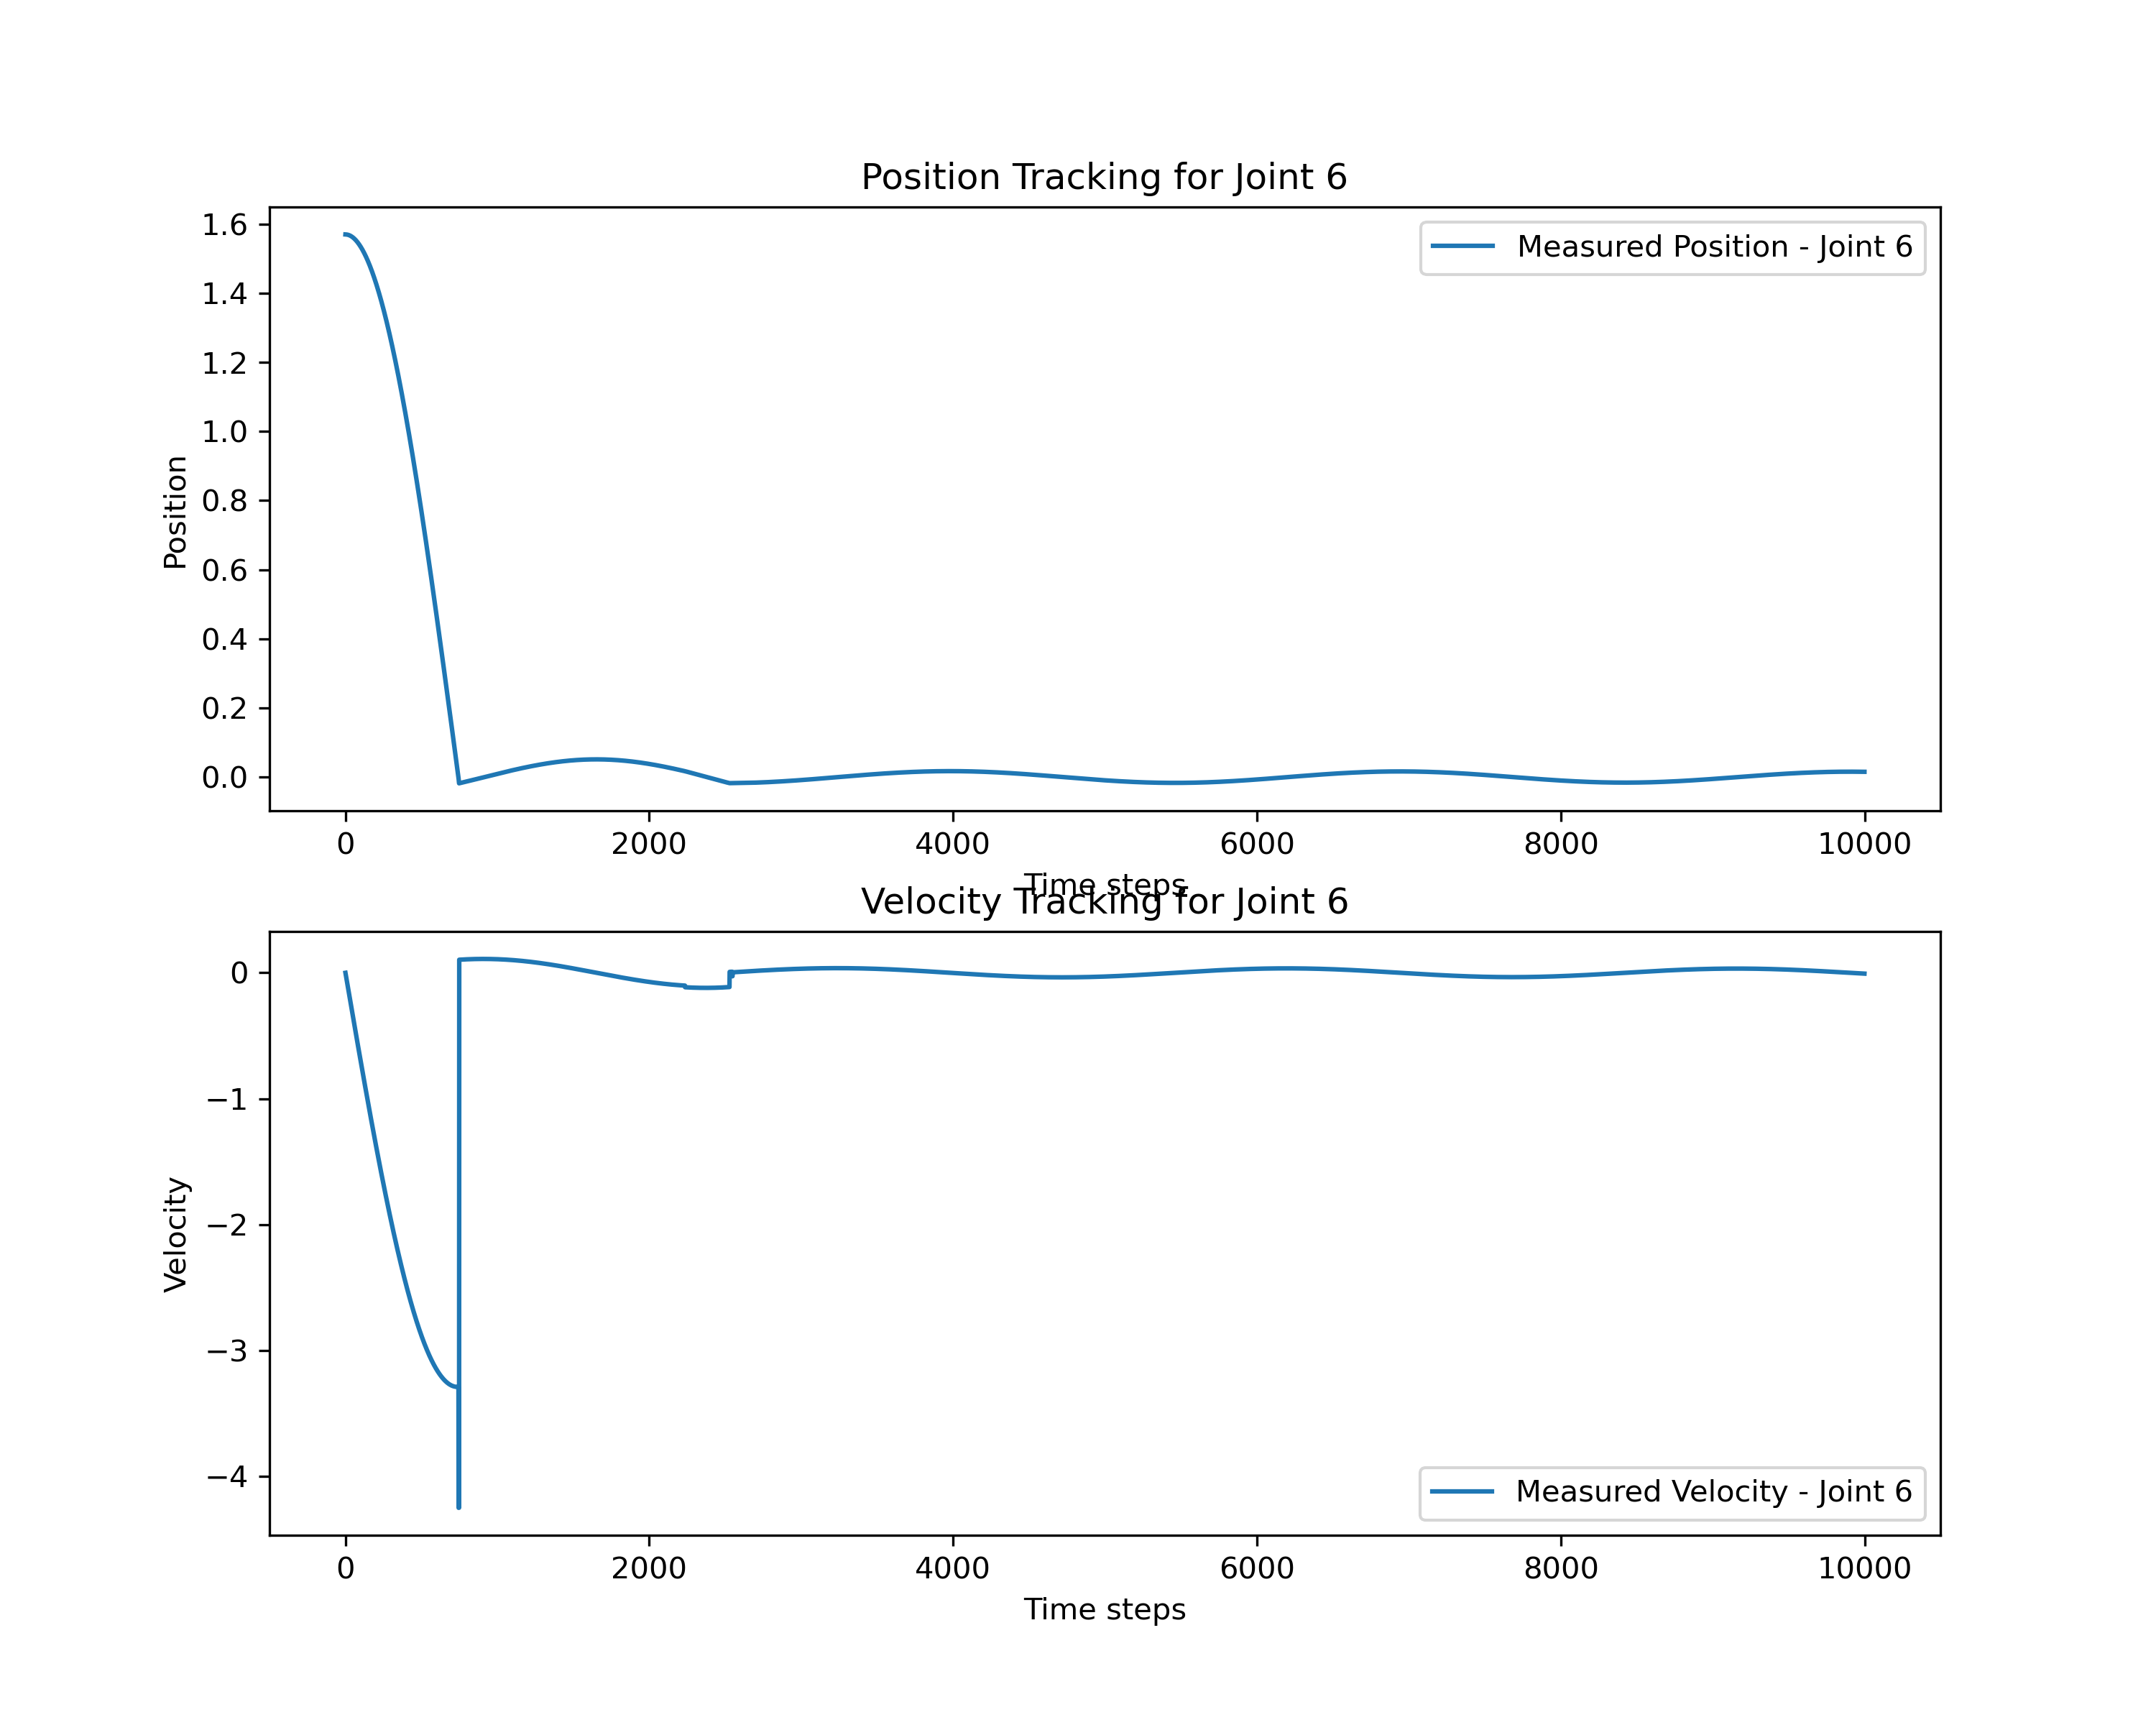 Position Tracking for Joint 6
1.6
1.4
1.2
1.0
0.8
0.6
0.4
0.2
0.0
Position
Measured Position - Joint 6
0 2000 4000 6000 8000 10000
Time steps
Velocity Tracking for Joint 6
0
−1
−2
−3
−4
Velocity
Measured Velocity - Joint 6
0 2000 4000 6000 8000 10000
Time steps